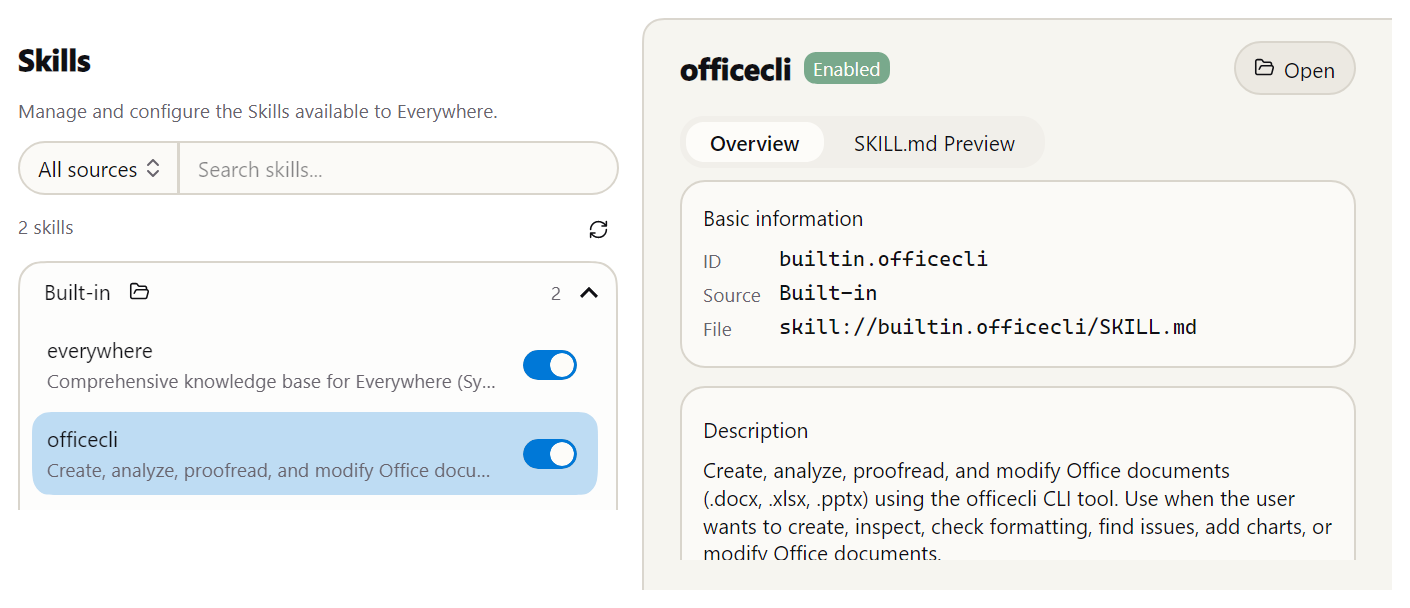 Skills
Manage and configure the Skills available to Everywhere.
All sources
Search skills...
2 skills
Built-in
2
everywhere
Comprehensive knowledge base for Everywhere (Sy...
officecli
Create, analyze, proofread, and modify Office docu...
officecli
Enabled
Open
Overview
SKILL.md Preview
Basic information
ID builtin.officecli
Source Built-in
File skill://builtin.officecli/SKILL.md
Description
Create, analyze, proofread, and modify Office documents
(.docx, .xlsx, .pptx) using the officecli CLI tool. Use when the user
wants to create, inspect, check formatting, find issues, add charts, or
modify Office documents.